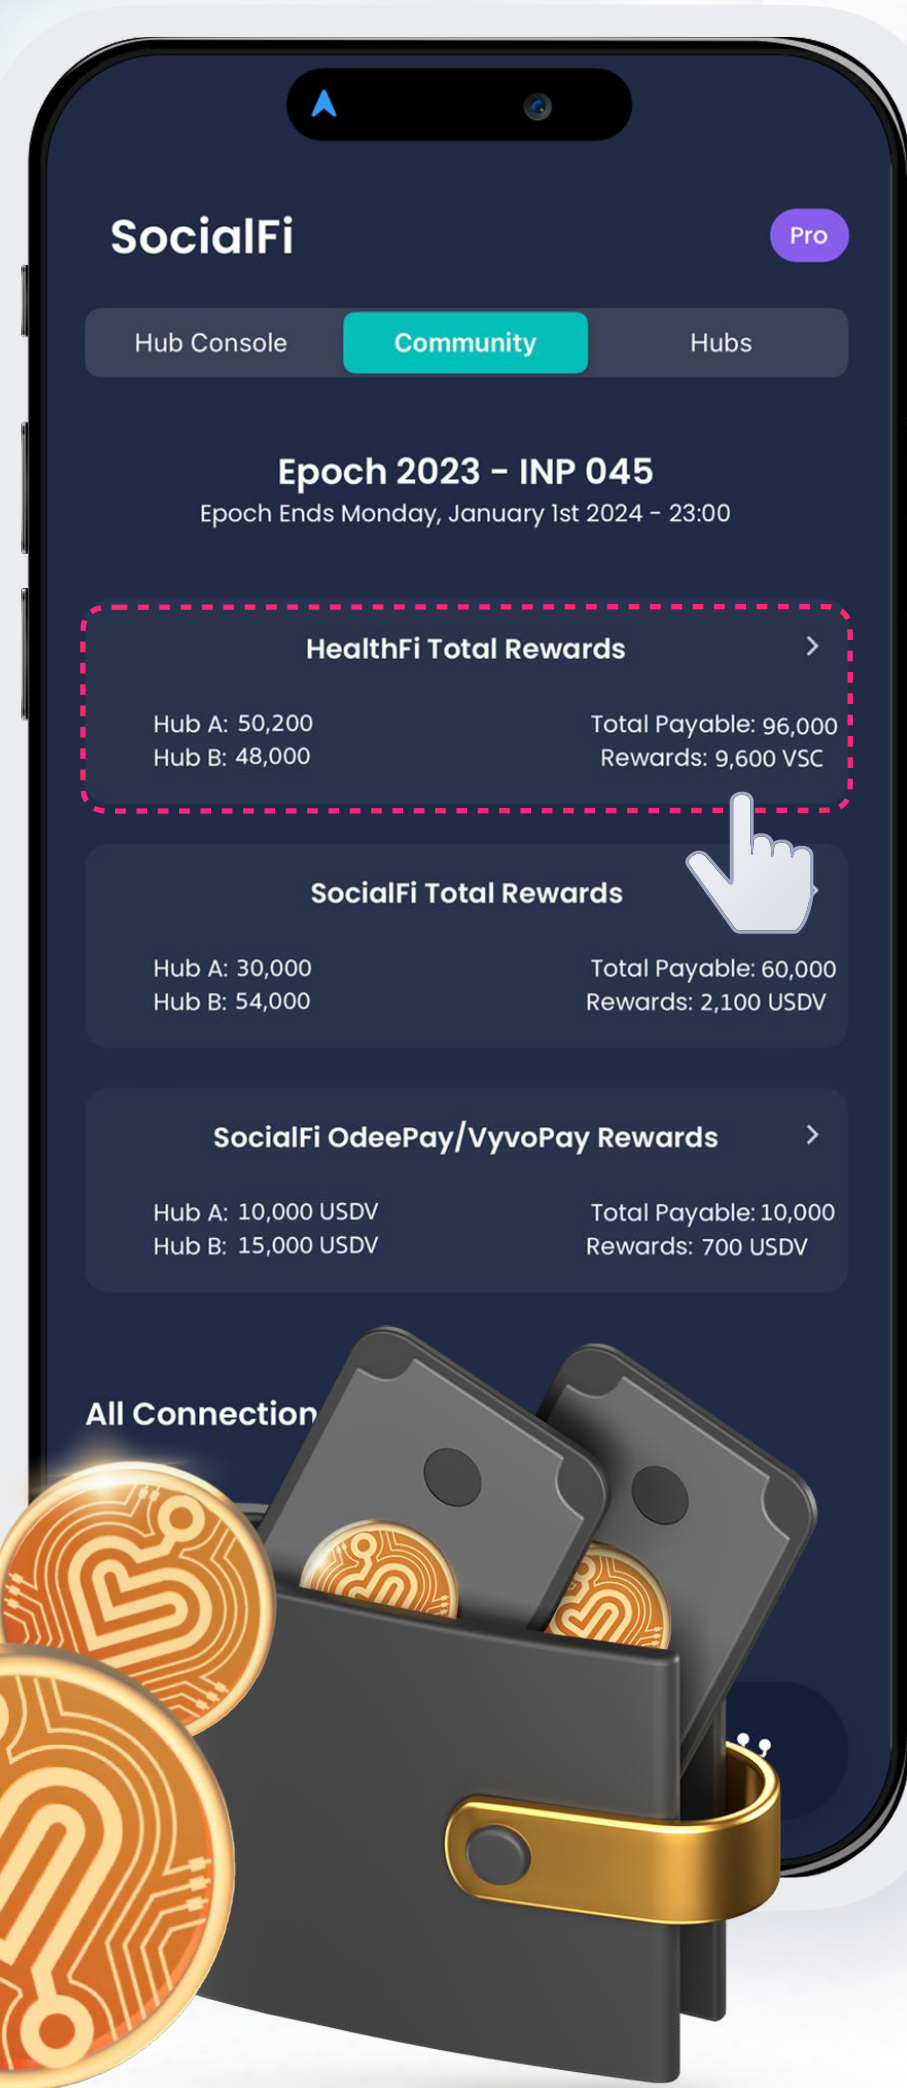 SocialFi
Pro
Hub Console
Community
Hubs
Epoch 2023 - INP 045
Epoch Ends Monday, January 1st 2024 - 23:00
HealthFi Total Rewards
Hub A: 50,200
Total Payable: 96,000
Hub B: 48,000
Rewards: 9,600 VSC
SocialFi Total Rewards
Hub A: 30,000
Total Payable: 60,000
Hub B: 54,000
Rewards: 2,100 USDV
SocialFi OdeePay/VyvoPay Rewards
Hub A: 10,000 USDV
Total Payable: 10,000
Hub B: 15,000 USDV
Rewards: 700 USDV
All Connection